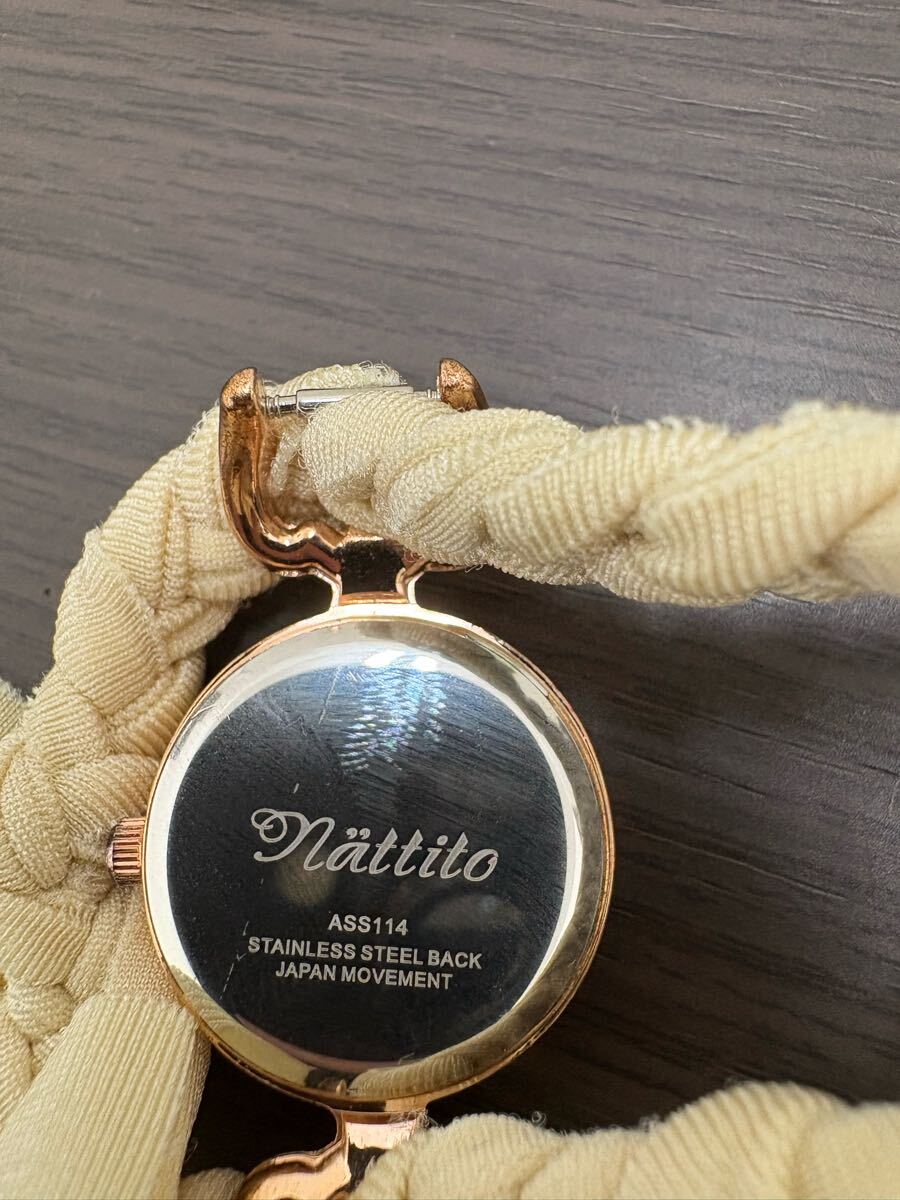 Nättito
ASS114
STAINLESS STEEL BACK
JAPAN MOVEMENT